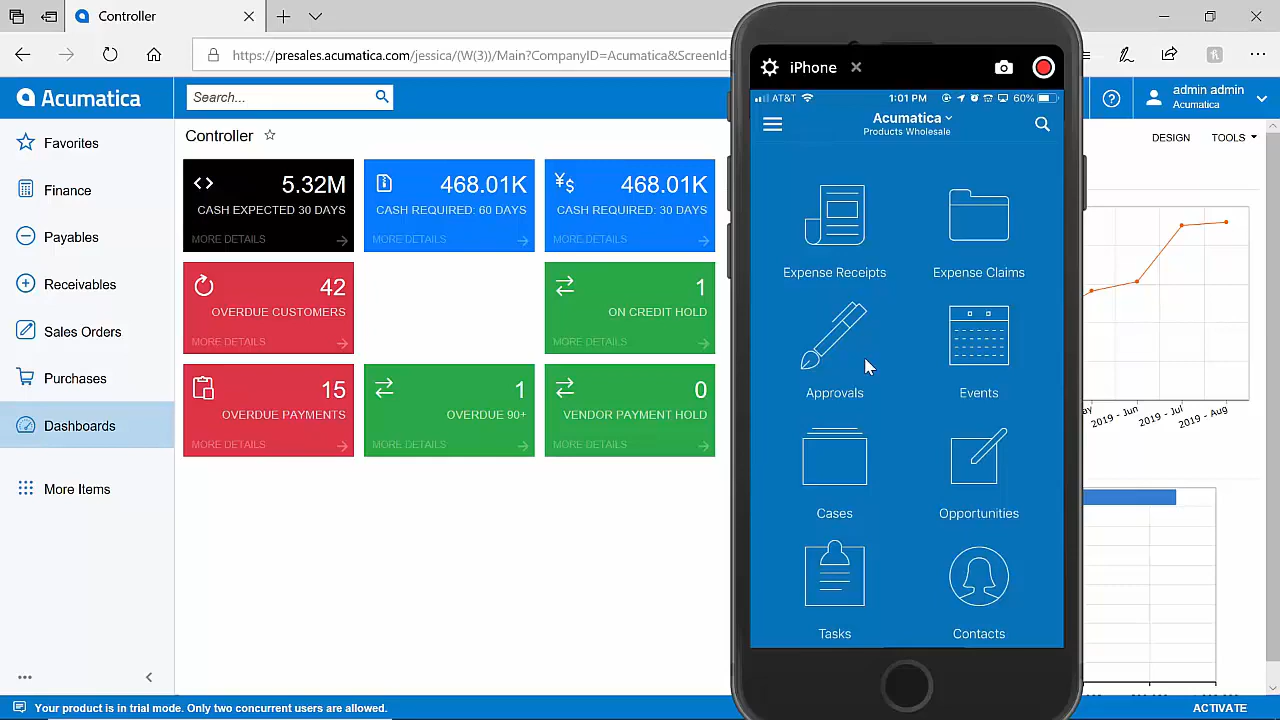 Controller
https://presales.acumatica.com/jessica/(W(3))/Main?CompanyID=Acumatica&ScreenId=
Acumatica
Search...
admin admin
Acumatica
Favorites
Finance
Payables
Receivables
Sales Orders
Purchases
Dashboards
More Items
Controller
DESIGN
TOOLS
5.32M
CASH EXPECTED 30 DAYS
MORE DETAILS
468.01K
CASH REQUIRED: 60 DAYS
MORE DETAILS
468.01K
CASH REQUIRED: 30 DAYS
MORE DETAILS
42
OVERDUE CUSTOMERS
MORE DETAILS
1
ON CREDIT HOLD
MORE DETAILS
15
OVERDUE PAYMENTS
MORE DETAILS
1
OVERDUE 90+
MORE DETAILS
0
VENDOR PAYMENT HOLD
MORE DETAILS
iPhone
AT&T 1:01 PM 60%
Acumatica
Products Wholesale
Expense Receipts
Expense Claims
Approvals
Events
Cases
Opportunities
Tasks
Contacts
2019 - Jun
2019 - Jul
2019 - Aug
Your product is in trial mode. Only two concurrent users are allowed.
ACTIVATE